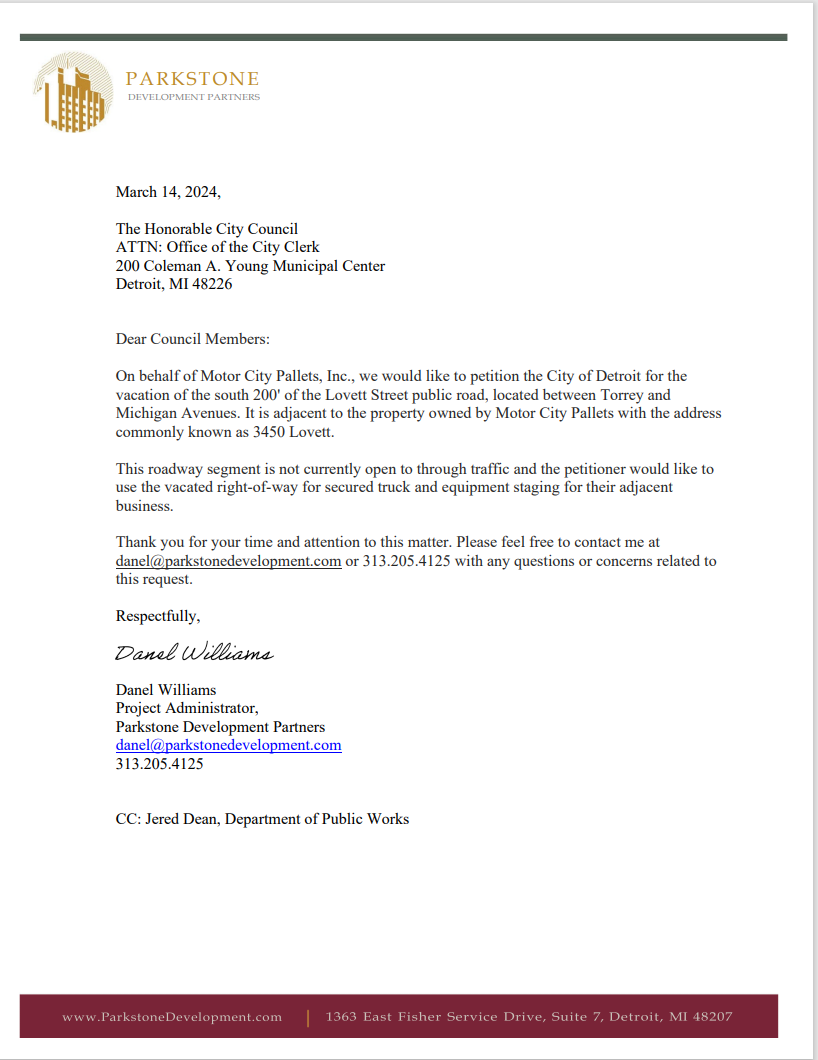 PARKSTONE
DEVELOPMENT PARTNERS
March 14, 2024,
The Honorable City Council
ATTN: Office of the City Clerk
200 Coleman A. Young Municipal Center
Detroit, MI 48226
Dear Council Members:
On behalf of Motor City Pallets, Inc., we would like to petition the City of Detroit for the
vacation of the south 200' of the Lovett Street public road, located between Torrey and
Michigan Avenues. It is adjacent to the property owned by Motor City Pallets with the address
commonly known as 3450 Lovett.
This roadway segment is not currently open to through traffic and the petitioner would like to
use the vacated right-of-way for secured truck and equipment staging for their adjacent
business.
Thank you for your time and attention to this matter. Please feel free to contact me at
danel@parkstonedevelopment.com or 313.205.4125 with any questions or concerns related to
this request.
Respectfully,
Danel Williams
Danel Williams
Project Administrator,
Parkstone Development Partners
danel@parkstonedevelopment.com
313.205.4125
CC: Jered Dean, Department of Public Works
www.ParkstoneDevelopment.com | 1363 East Fisher Service Drive, Suite 7, Detroit, MI 48207